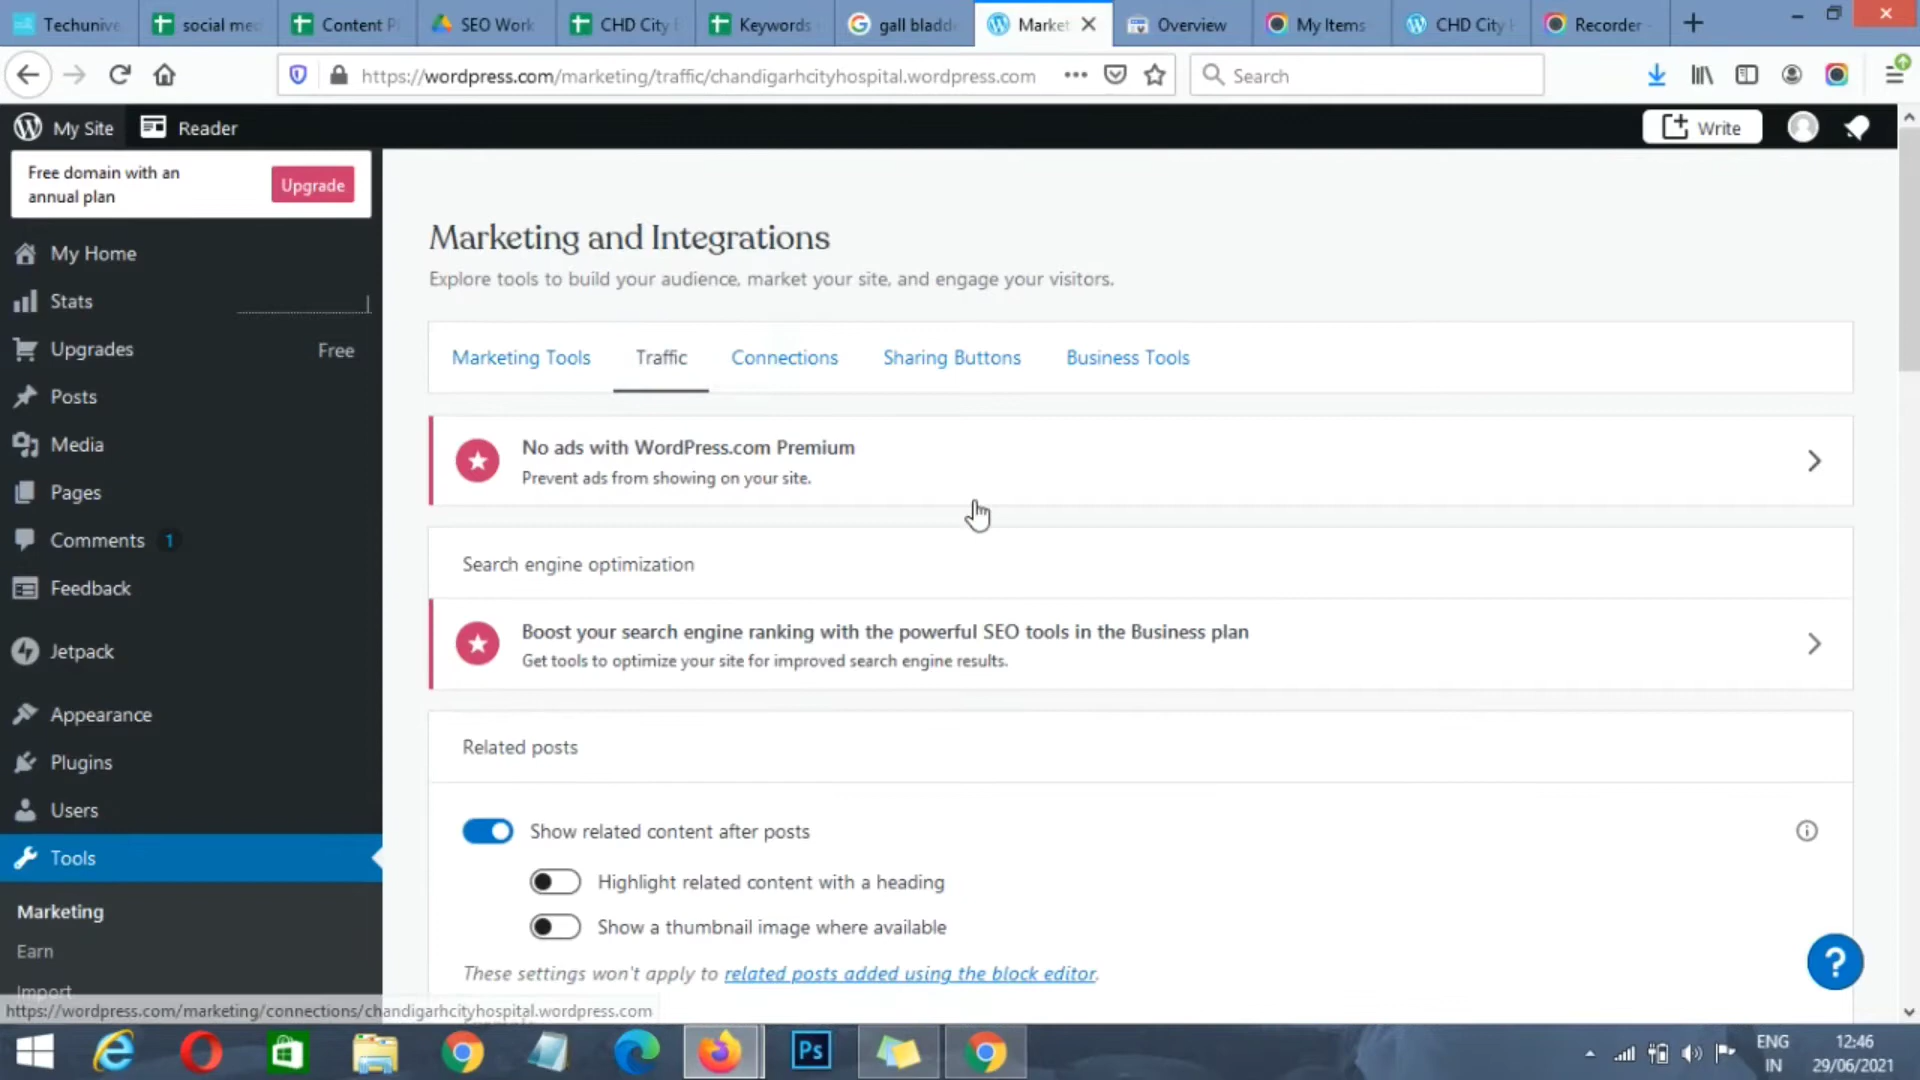 Techunive
social me
Content P
SEO Work
CHD City
Keywords
gall bladd
Market
Overview
My Items
CHD City
Recorder
https://wordpress.com/marketing/traffic/chandigarhcityhospital.wordpress.com
Search
My Site
Reader
Write
Free domain with an
annual plan
Upgrade
My Home
Stats
Upgrades
Free
Posts
Media
Pages
Comments 1
Feedback
Jetpack
Appearance
Plugins
Users
Tools
Marketing
Earn
Import
Marketing and Integrations
Explore tools to build your audience, market your site, and engage your visitors.
Marketing Tools
Traffic
Connections
Sharing Buttons
Business Tools
No ads with WordPress.com Premium
Prevent ads from showing on your site.
Search engine optimization
Boost your search engine ranking with the powerful SEO tools in the Business plan
Get tools to optimize your site for improved search engine results.
Related posts
Show related content after posts
Highlight related content with a heading
Show a thumbnail image where available
These settings won't apply to related posts added using the block editor.
https://wordpress.com/marketing/connections/chandigarhcityhospital.wordpress.com
Ps
ENG
IN
12:46
29/06/2021